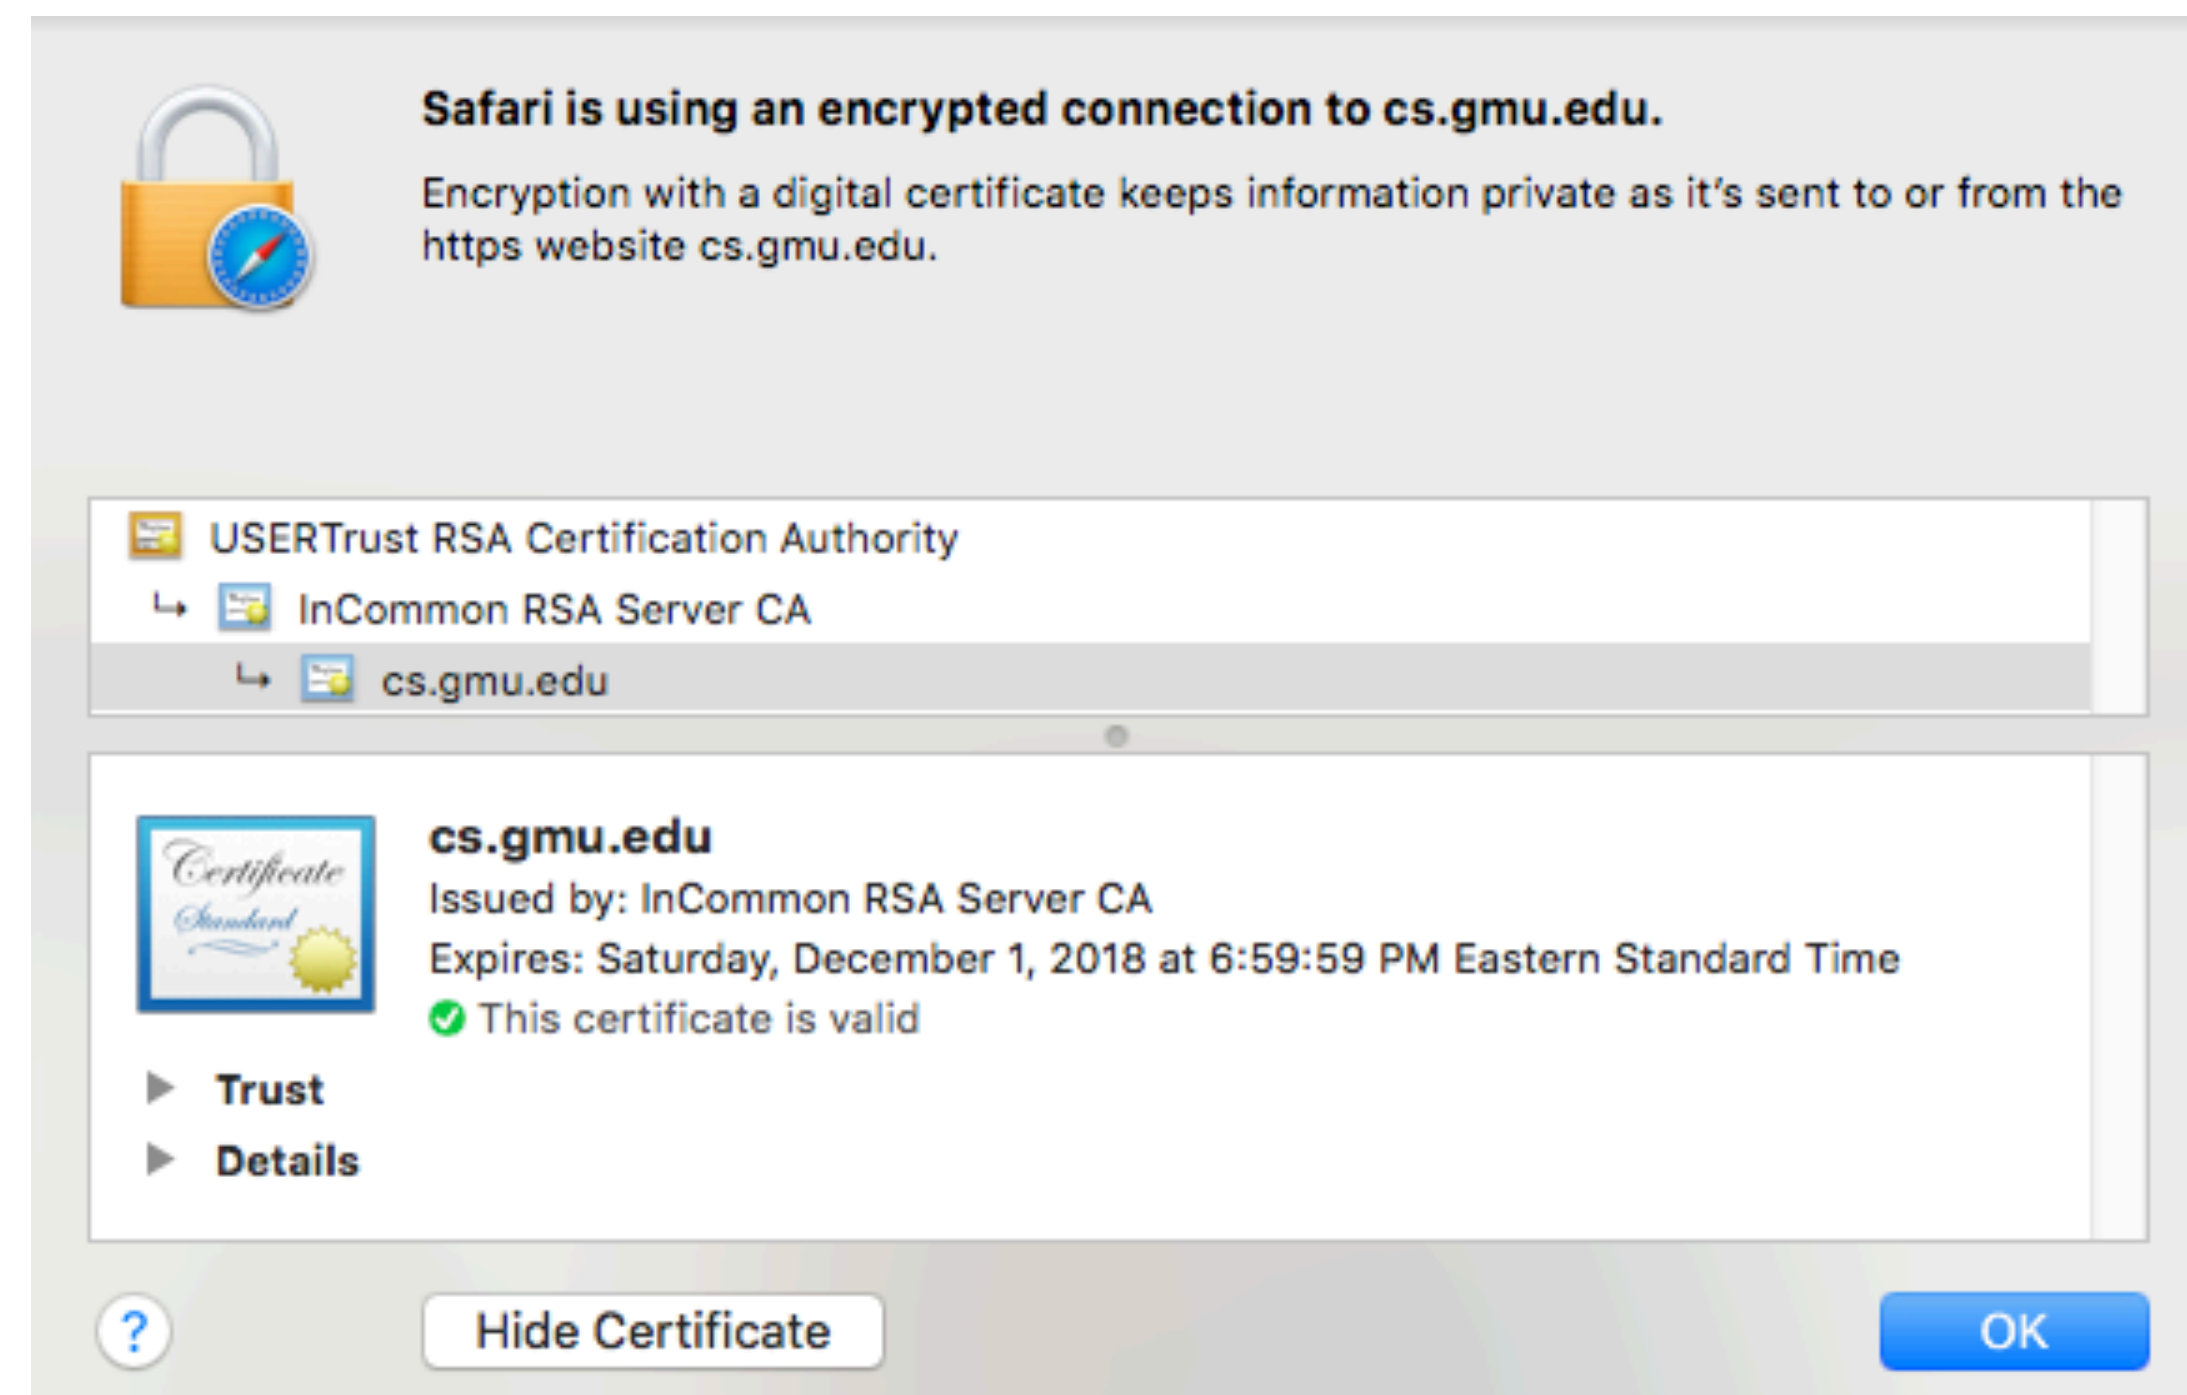 Safari is using an encrypted connection to cs.gmu.edu.
Encryption with a digital certificate keeps information private as it's sent to or from the
https website cs.gmu.edu.
USERTrust RSA Certification Authority
↳ InCommon RSA Server CA
↳ cs.gmu.edu
Certificate
Standard
cs.gmu.edu
Issued by: InCommon RSA Server CA
Expires: Saturday, December 1, 2018 at 6:59:59 PM Eastern Standard Time
This certificate is valid
Trust
Details
?
Hide Certificate
OK